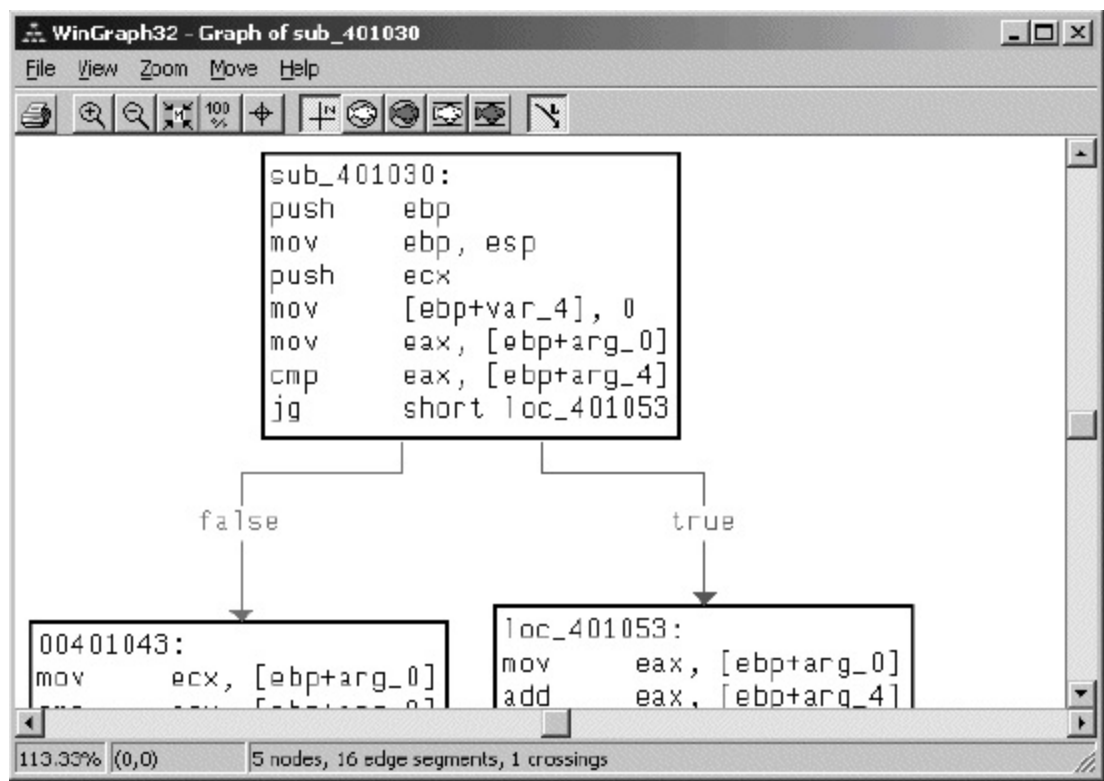 WinGraph32 - Graph of sub_401030
File View Zoom Move Help
100
%
sub_401030:
push ebp
mov ebp, esp
push ecx
mov [ebp+var_4], 0
mov eax, [ebp+arg_0]
cmp eax, [ebp+arg_4]
jg short loc_401053
false
true
00401043:
mov ecx, [ebp+arg_0]
loc_401053:
mov eax, [ebp+arg_0]
add eax, [ebp+arg_4]
113.33% (0,0) 5 nodes, 16 edge segments, 1 crossings